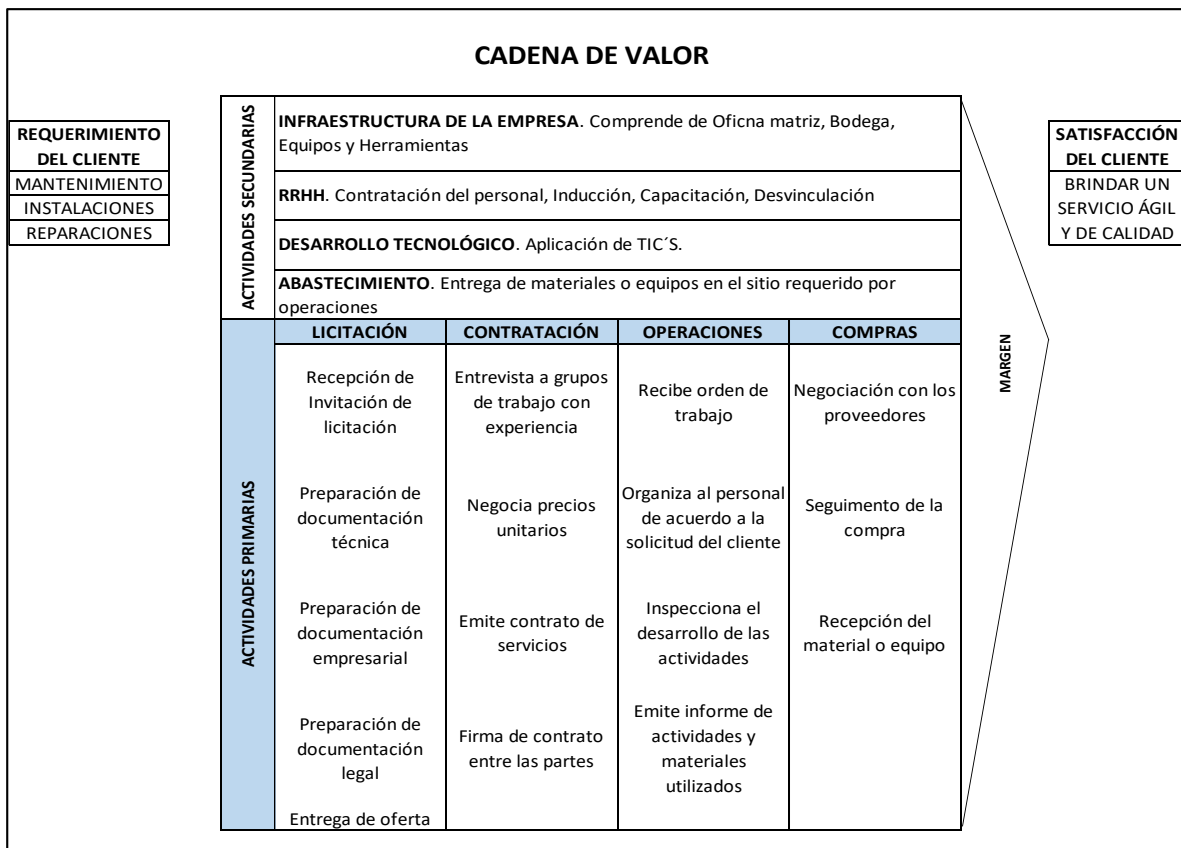 CADENA DE VALOR
REQUERIMIENTO
DEL CLIENTE
MANTENIMIENTO
INSTALACIONES
REPARACIONES
ACTIVIDADES SECUNDARIAS
INFRAESTRUCTURA DE LA EMPRESA. Comprende de Oficna matriz, Bodega,
Equipos y Herramientas
RRHH. Contratación del personal, Inducción, Capacitación, Desvinculación
DESARROLLO TECNOLÓGICO. Aplicación de TIC´S.
ABASTECIMIENTO. Entrega de materiales o equipos en el sitio requerido por
operaciones
ACTIVIDADES PRIMARIAS
LICITACIÓN
Recepción de
Invitación de
licitación
Preparación de
documentación
técnica
Preparación de
documentación
empresarial
Preparación de
documentación
legal
Entrega de oferta
CONTRATACIÓN
Entrevista a grupos
de trabajo con
experiencia
Negocia precios
unitarios
Emite contrato de
servicios
Firma de contrato
entre las partes
OPERACIONES
Recibe orden de
trabajo
Organiza al personal
de acuerdo a la
solicitud del cliente
Inspecciona el
desarrollo de las
actividades
Emite informe de
actividades y
materiales
utilizados
COMPRAS
Negociación con los
proveedores
Seguimento de la
compra
Recepción del
material o equipo
MARGEN
SATISFACCIÓN
DEL CLIENTE
BRINDAR UN
SERVICIO ÁGIL
Y DE CALIDAD